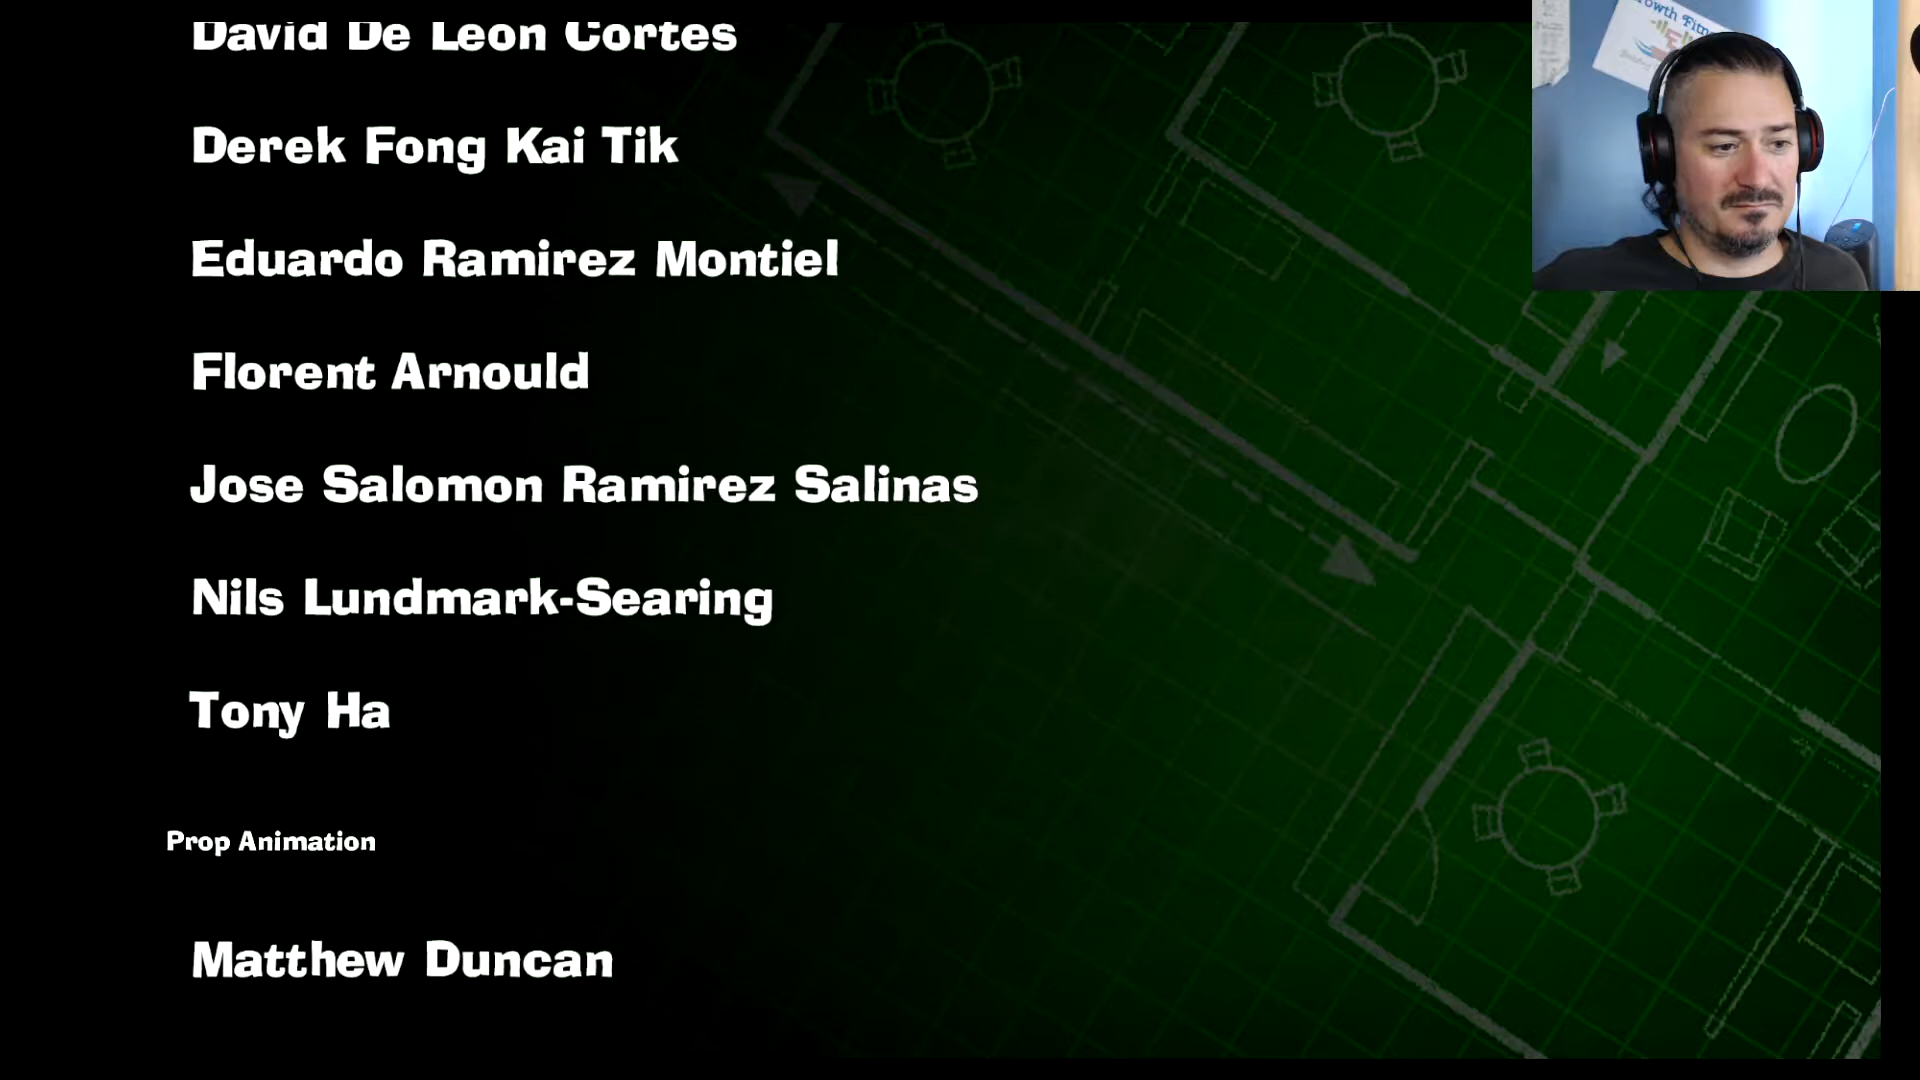 David De Leon Cortes
Derek Fong Kai Tik
Eduardo Ramirez Montiel
Florent Arnould
Jose Salomon Ramirez Salinas
Nils Lundmark-Searing
Tony Ha
Prop Animation
Matthew Duncan